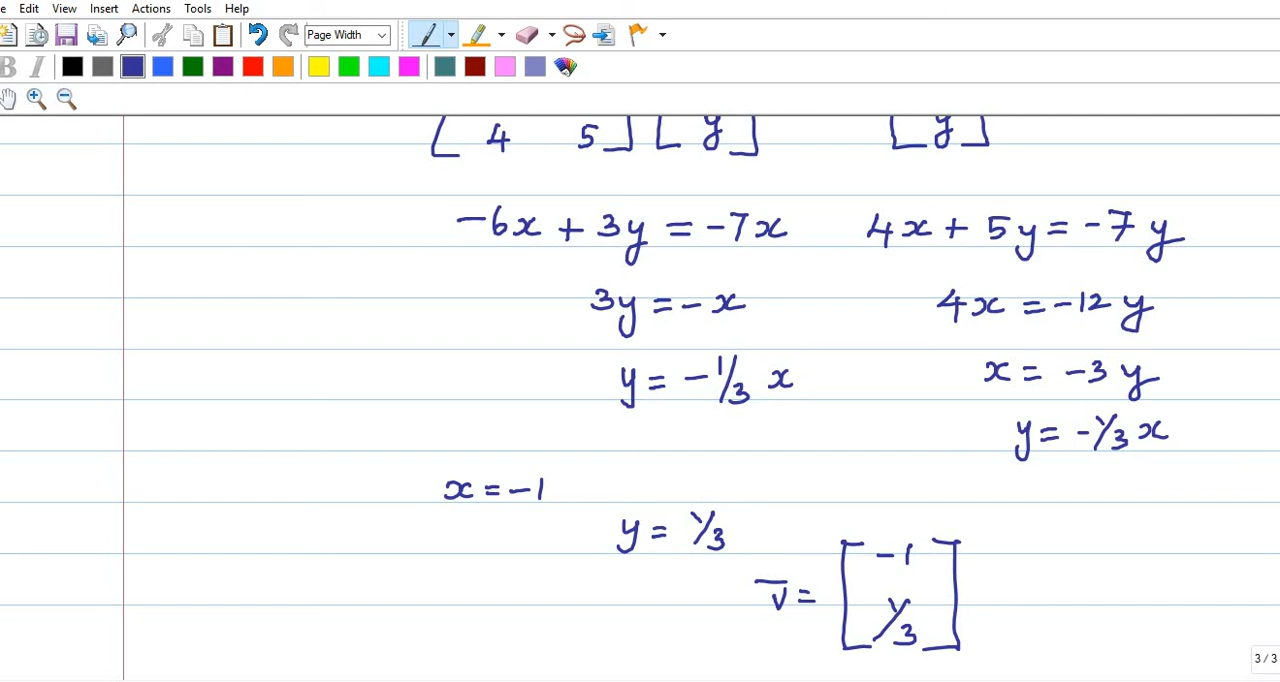 Edit View Insert Actions Tools Help
Page Width
B I
4 5 y y
-6x + 3y = -7x 4x + 5y = -7y
3y = -x 4x = -12y
y = -1/3 x x = -3y
y = -1/3 x
x = -1
y = 1/3
v̄ = [ -1
1/3 ]
3 / 3